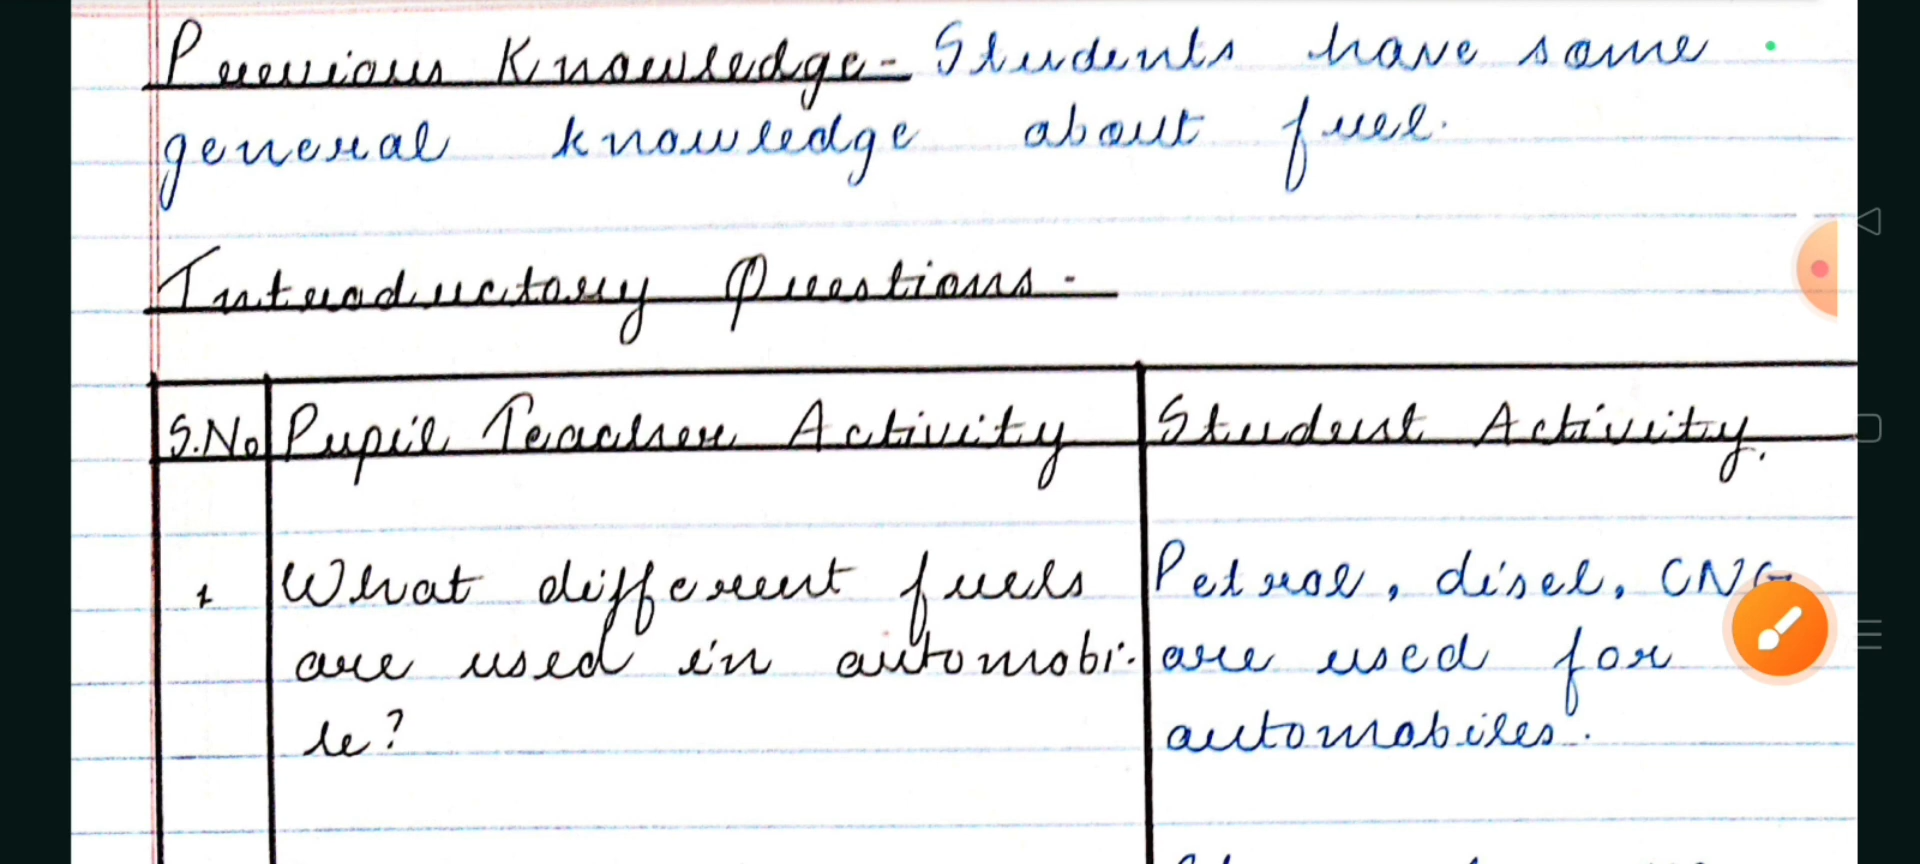 Previous Knowledge- Students have some
general knowledge about fuel.
Introductory Questions-
S.No Pupil Teacher Activity Student Activity.
1 What different fuels Petrol, disel, CNG
are used in automobi- are used for
le? automobiles.